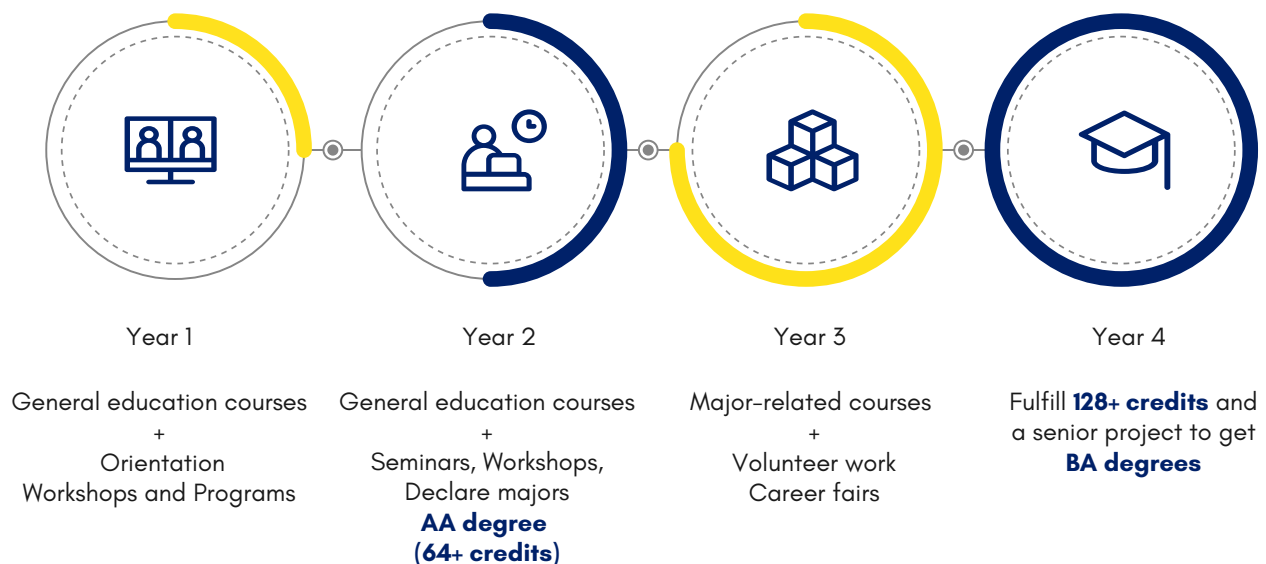 Year 1
General education courses
+
Orientation
Workshops and Programs
Year 2
General education courses
+
Seminars, Workshops,
Declare majors
AA degree
(64+ credits)
Year 3
Major-related courses
+
Volunteer work
Career fairs
Year 4
Fulfill 128+ credits and
a senior project to get
BA degrees